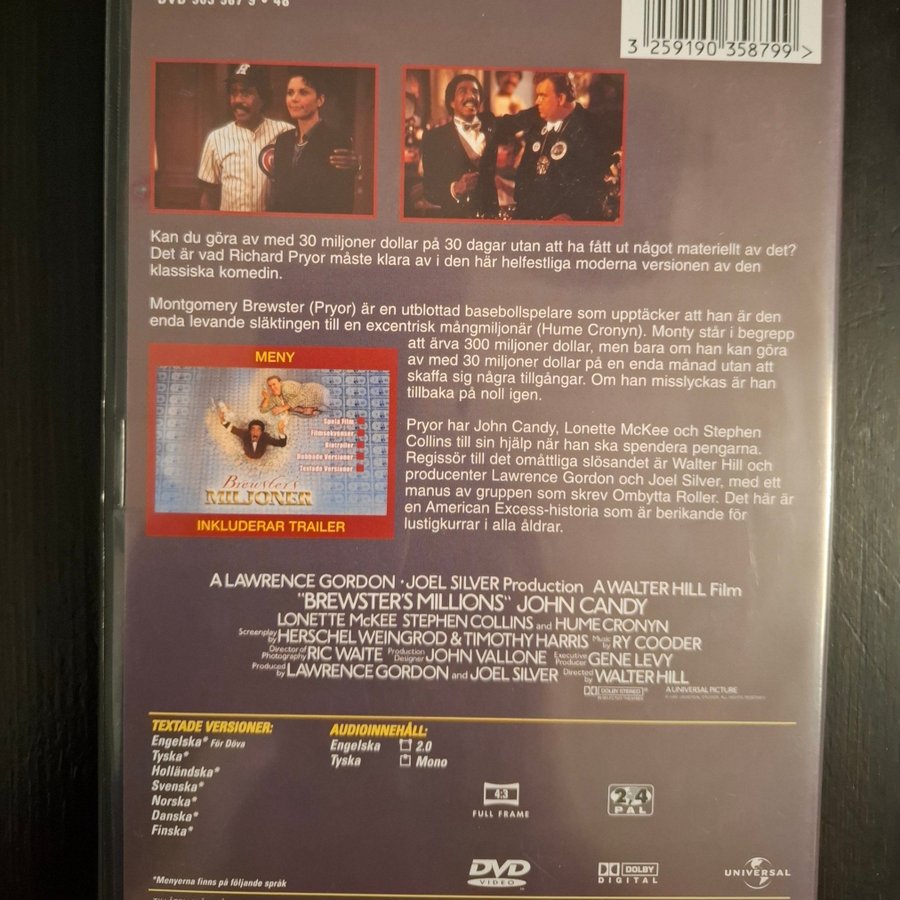 3 259190 358799 >
Kan du göra av med 30 miljoner dollar på 30 dagar utan att ha fått ut något materiellt av det?
Det är vad Richard Pryor måste klara av i den här helfestliga moderna versionen av den
klassiska komedin.
Montgomery Brewster (Pryor) är en utblottad basebollspelare som upptäcker att han är den
enda levande släktingen till en excentrisk mångmiljonär (Hume Cronyn). Monty står i begrepp
att ärva 300 miljoner dollar, men bara om han kan göra
av med 30 miljoner dollar på en enda månad utan att
skaffa sig några tillgångar. Om han misslyckas är han
tillbaka på noll igen.
MENY
Spela Film
Filmsekvenser
Biotrailer
Dubbade Versioner
Textade Versioner
Brewster's
MILJONER
INKLUDERAR TRAILER
Pryor har John Candy, Lonette McKee och Stephen
Collins till sin hjälp när han ska spendera pengarna.
Regissör till det omåttliga slösandet är Walter Hill och
producenter Lawrence Gordon och Joel Silver, med ett
manus av gruppen som skrev Ombytta Roller. Det här är
en American Excess-historia som är berikande för
lustigkurrar i alla åldrar.
A LAWRENCE GORDON · JOEL SILVER Production A WALTER HILL Film
"BREWSTER'S MILLIONS" JOHN CANDY
LONETTE McKEE STEPHEN COLLINS and HUME CRONYN
Screenplay by HERSCHEL WEINGROD & TIMOTHY HARRIS Music by RY COODER
Director of Photography RIC WAITE Production Designer JOHN VALLONE Executive Producer GENE LEVY
Produced by LAWRENCE GORDON and JOEL SILVER Directed by WALTER HILL
DOLBY STEREO ® A UNIVERSAL PICTURE
TEXTADE VERSIONER:
Engelska* För Döva
Tyska*
Holländska*
Svenska*
Norska*
Danska*
Finska*
AUDIOINNEHÅLL:
Engelska 2.0
Tyska Mono
4:3
FULL FRAME
2,4
PAL
*Menyerna finns på följande språk
DVD
VIDEO
DOLBY
DIGITAL
UNIVERSAL